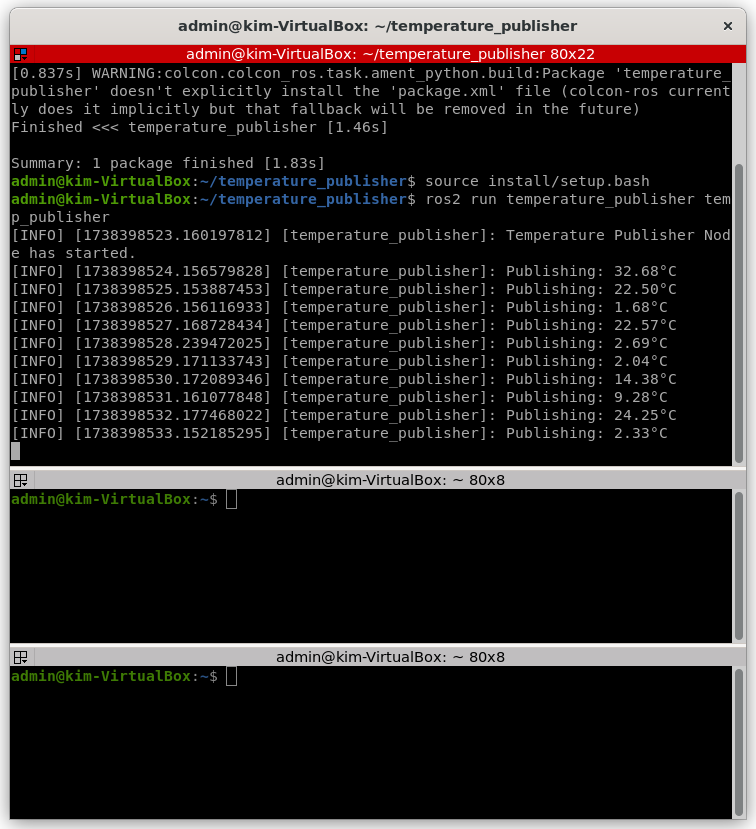 admin@kim-VirtualBox: ~/temperature_publisher
admin@kim-VirtualBox: ~/temperature_publisher 80x22
[0.837s] WARNING:colcon.colcon_ros.task.ament_python.build:Package 'temperature_
publisher' doesn't explicitly install the 'package.xml' file (colcon-ros current
ly does it implicitly but that fallback will be removed in the future)
Finished <<< temperature_publisher [1.46s]
Summary: 1 package finished [1.83s]
admin@kim-VirtualBox:~/temperature_publisher$ source install/setup.bash
admin@kim-VirtualBox:~/temperature_publisher$ ros2 run temperature_publisher tem
p_publisher
[INFO] [1738398523.160197812] [temperature_publisher]: Temperature Publisher Nod
e has started.
[INFO] [1738398524.156579828] [temperature_publisher]: Publishing: 32.68°C
[INFO] [1738398525.153887453] [temperature_publisher]: Publishing: 22.50°C
[INFO] [1738398526.156116933] [temperature_publisher]: Publishing: 1.68°C
[INFO] [1738398527.168728434] [temperature_publisher]: Publishing: 22.57°C
[INFO] [1738398528.239472025] [temperature_publisher]: Publishing: 2.69°C
[INFO] [1738398529.171133743] [temperature_publisher]: Publishing: 2.04°C
[INFO] [1738398530.172089346] [temperature_publisher]: Publishing: 14.38°C
[INFO] [1738398531.161077848] [temperature_publisher]: Publishing: 9.28°C
[INFO] [1738398532.177468022] [temperature_publisher]: Publishing: 24.25°C
[INFO] [1738398533.152185295] [temperature_publisher]: Publishing: 2.33°C
admin@kim-VirtualBox: ~ 80x8
admin@kim-VirtualBox:~$
admin@kim-VirtualBox: ~ 80x8
admin@kim-VirtualBox:~$